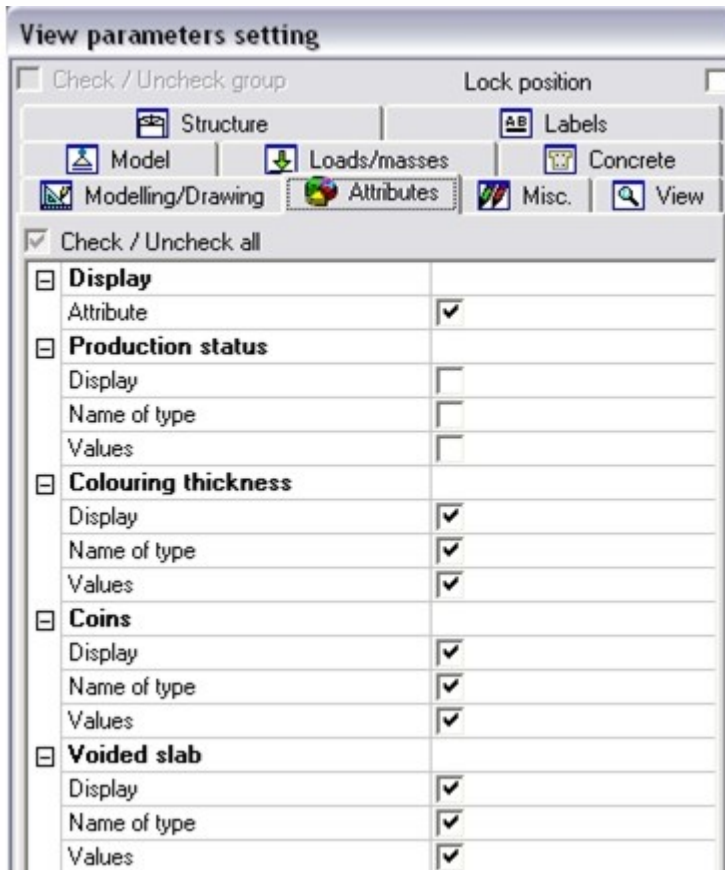 View parameters setting
Check / Uncheck group Lock position
Structure Labels
Model Loads/masses Concrete
Modelling/Drawing Attributes Misc. View
Check / Uncheck all
Display
Attribute
Production status
Display
Name of type
Values
Colouring thickness
Display
Name of type
Values
Coins
Display
Name of type
Values
Voided slab
Display
Name of type
Values